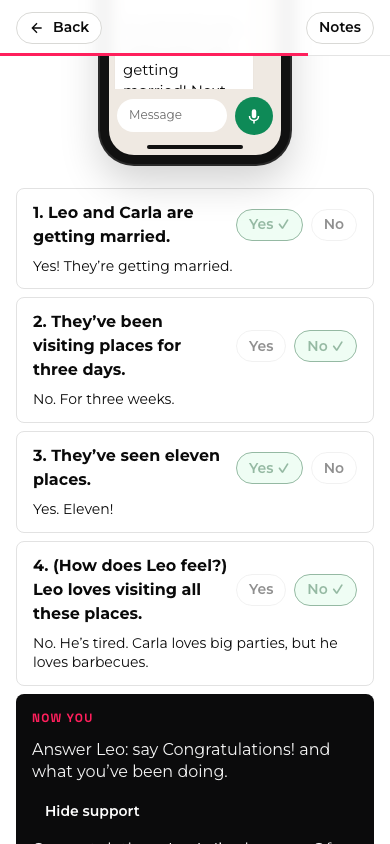 Back
Notes
getting
married! Next
Message
1. Leo and Carla are
getting married.
Yes ✓
No
Yes! They’re getting married.
2. They’ve been
visiting places for
three days.
Yes
No ✓
No. For three weeks.
3. They’ve seen eleven
places.
Yes ✓
No
Yes. Eleven!
4. (How does Leo feel?)
Leo loves visiting all
these places.
Yes
No ✓
No. He’s tired. Carla loves big parties, but he
loves barbecues.
NOW YOU
Answer Leo: say Congratulations! and
what you’ve been doing.
Hide support